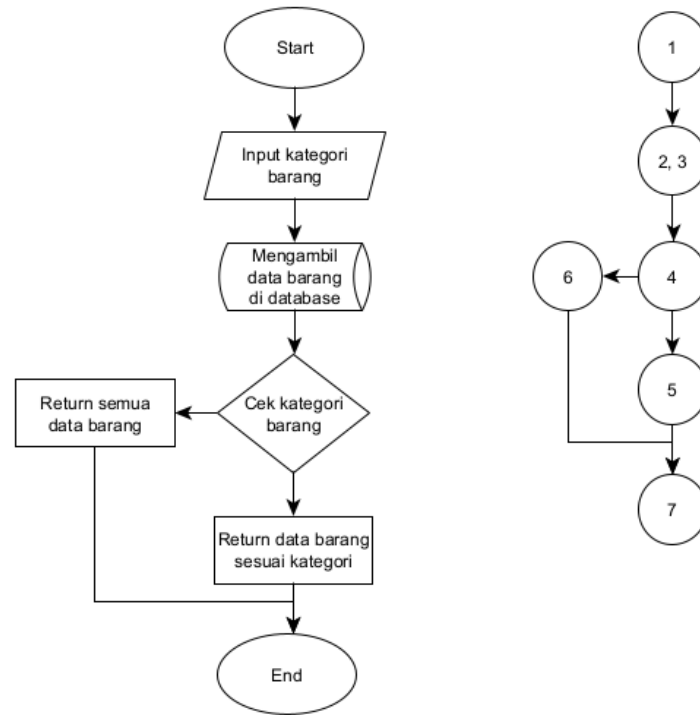 Start
Input kategori
barang
Mengambil
data barang
di database
Cek kategori
barang
Return semua
data barang
Return data barang
sesuai kategori
End
1
2, 3
4
6
5
7